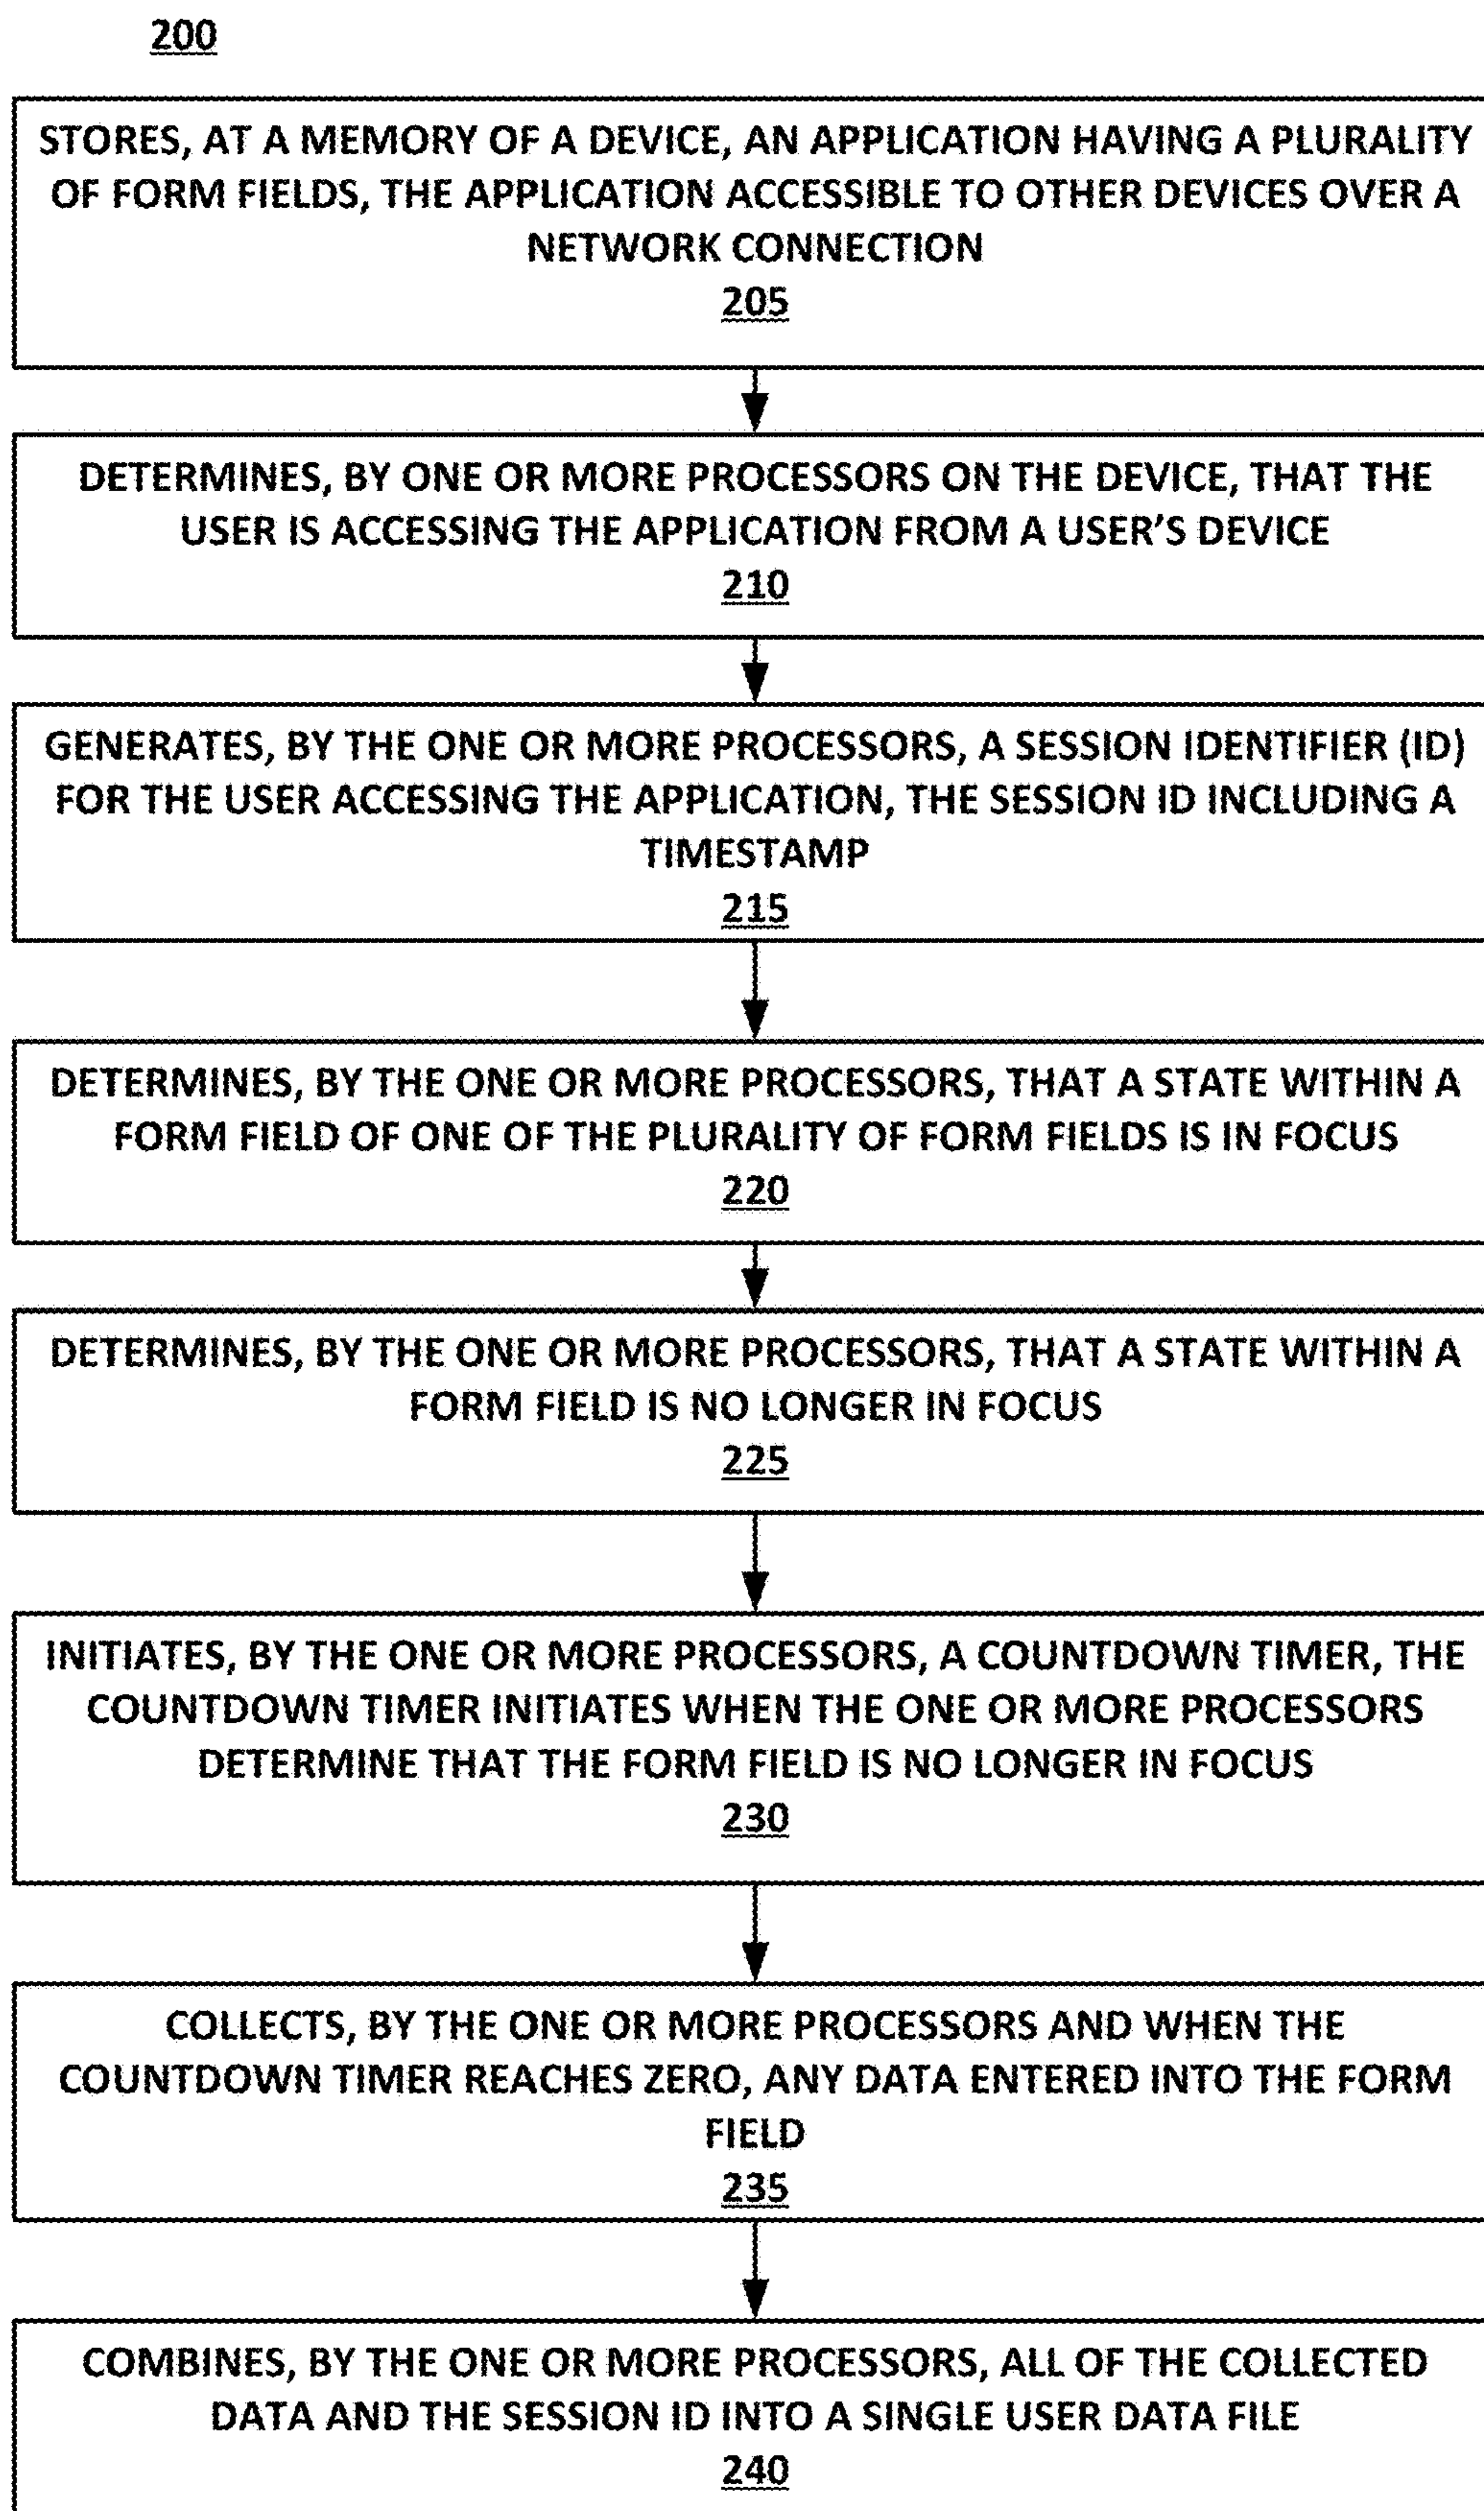 200
STORES, AT A MEMORY OF A DEVICE, AN APPLICATION HAVING A PLURALITY
OF FORM FIELDS, THE APPLICATION ACCESSIBLE TO OTHER DEVICES OVER A
NETWORK CONNECTION
205
DETERMINES, BY ONE OR MORE PROCESSORS ON THE DEVICE, THAT THE
USER IS ACCESSING THE APPLICATION FROM A USER'S DEVICE
210
GENERATES, BY THE ONE OR MORE PROCESSORS, A SESSION IDENTIFIER (ID)
FOR THE USER ACCESSING THE APPLICATION, THE SESSION ID INCLUDING A
TIMESTAMP
215
DETERMINES, BY THE ONE OR MORE PROCESSORS, THAT A STATE WITHIN A
FORM FIELD OF ONE OF THE PLURALITY OF FORM FIELDS IS IN FOCUS
220
DETERMINES, BY THE ONE OR MORE PROCESSORS, THAT A STATE WITHIN A
FORM FIELD IS NO LONGER IN FOCUS
225
INITIATES, BY THE ONE OR MORE PROCESSORS, A COUNTDOWN TIMER, THE
COUNTDOWN TIMER INITIATES WHEN THE ONE OR MORE PROCESSORS
DETERMINE THAT THE FORM FIELD IS NO LONGER IN FOCUS
230
COLLECTS, BY THE ONE OR MORE PROCESSORS AND WHEN THE
COUNTDOWN TIMER REACHES ZERO, ANY DATA ENTERED INTO THE FORM
FIELD
235
COMBINES, BY THE ONE OR MORE PROCESSORS, ALL OF THE COLLECTED
DATA AND THE SESSION ID INTO A SINGLE USER DATA FILE
240